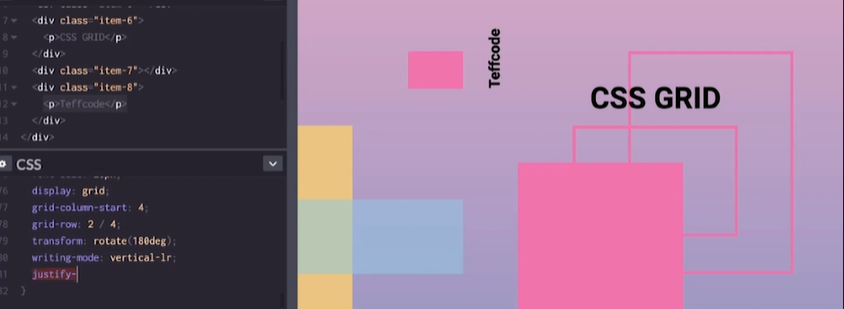 7 <div class="item-6">
8 <p>CSS GRID</p>
9 </div>
10 <div class="item-7"></div>
11 <div class="item-8">
12 <p>Teffcode</p>
13 </div>
14 </div>
CSS
76 display: grid;
77 grid-column-start: 4;
78 grid-row: 2 / 4;
79 transform: rotate(180deg);
80 writing-mode: vertical-lr;
81 justify-
82 }
Teffcode
CSS GRID